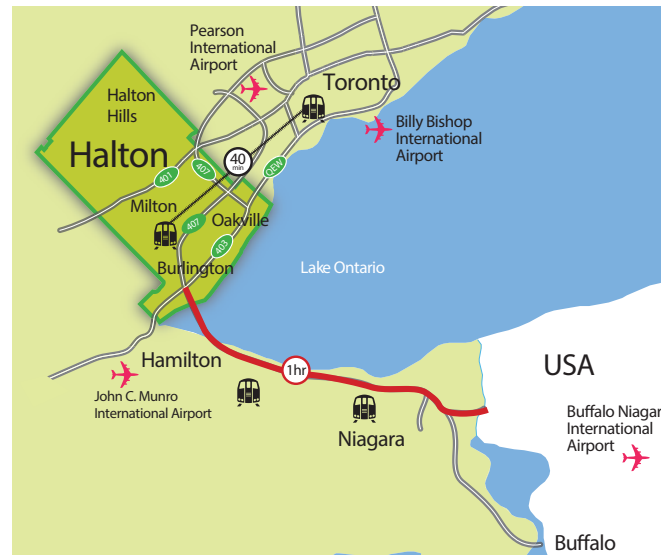 Pearson
International
Airport
Toronto
Halton
Hills
Billy Bishop
International
Airport
Halton
40
min
QEW
401
407
Milton
Oakville
407
403
Burlington
Lake Ontario
Hamilton
1hr
USA
John C. Munro
International Airport
Niagara
Buffalo Niagar
International
Airport
Buffalo